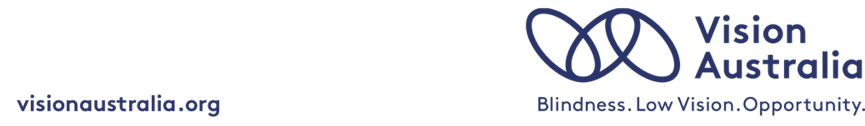 Vision
Australia
visionaustralia.org
Blindness. Low Vision. Opportunity.